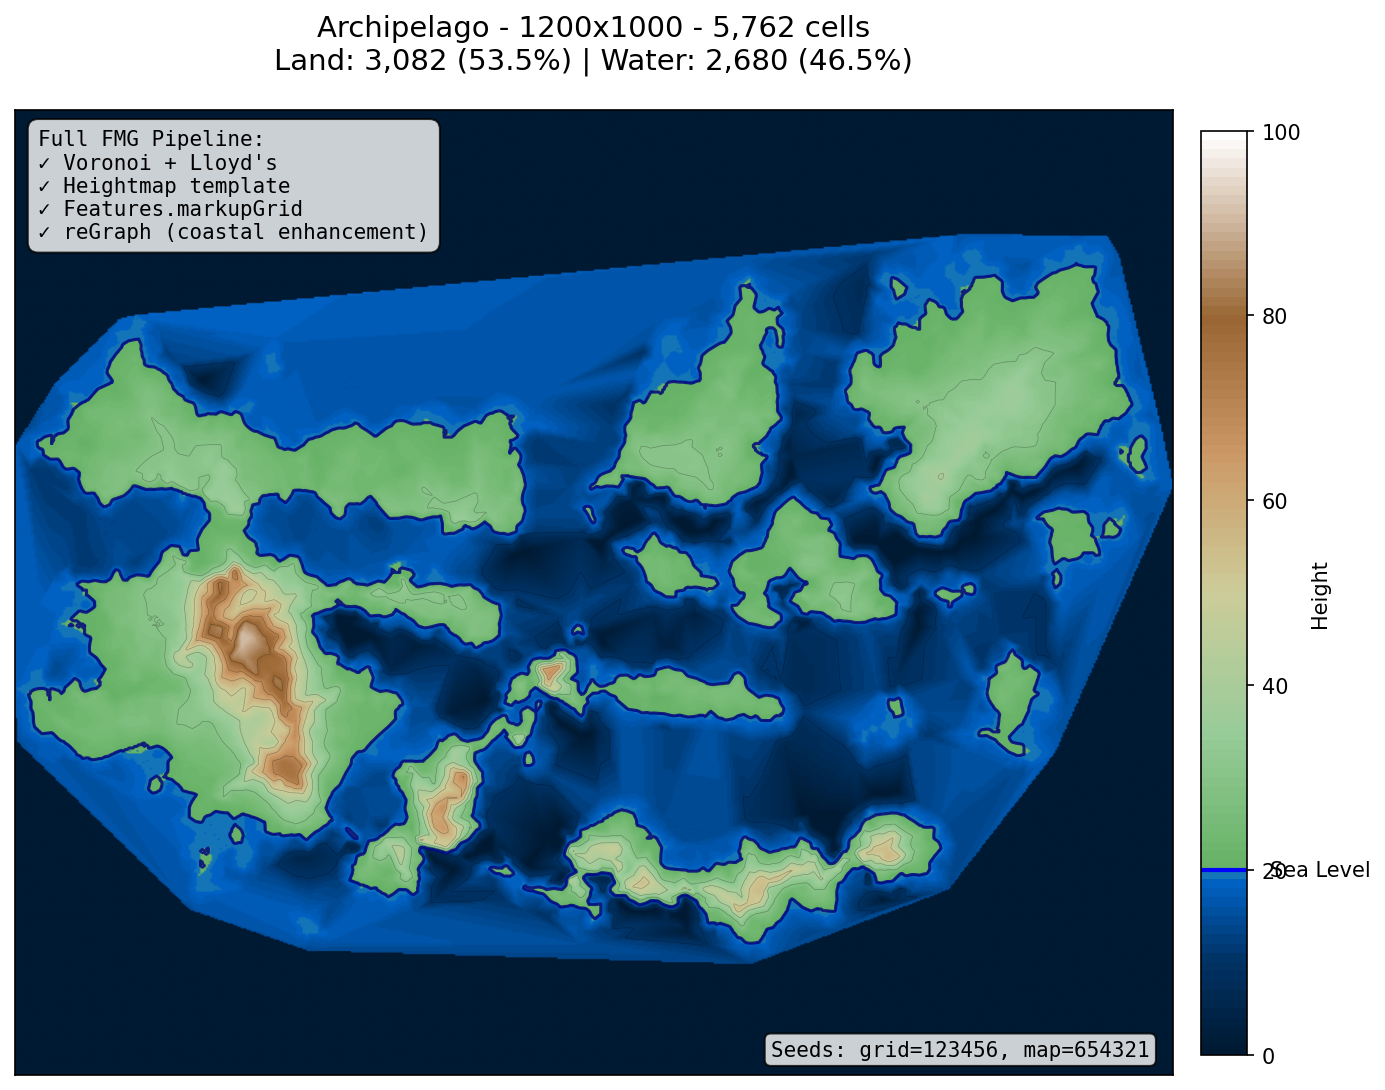 Archipelago - 1200x1000 - 5,762 cells
Land: 3,082 (53.5%) | Water: 2,680 (46.5%)
Full FMG Pipeline:
✓ Voronoi + Lloyd's
✓ Heightmap template
✓ Features.markupGrid
✓ reGraph (coastal enhancement)
100
80
60
40
20
0
Sea Level
Height
Seeds: grid=123456, map=654321